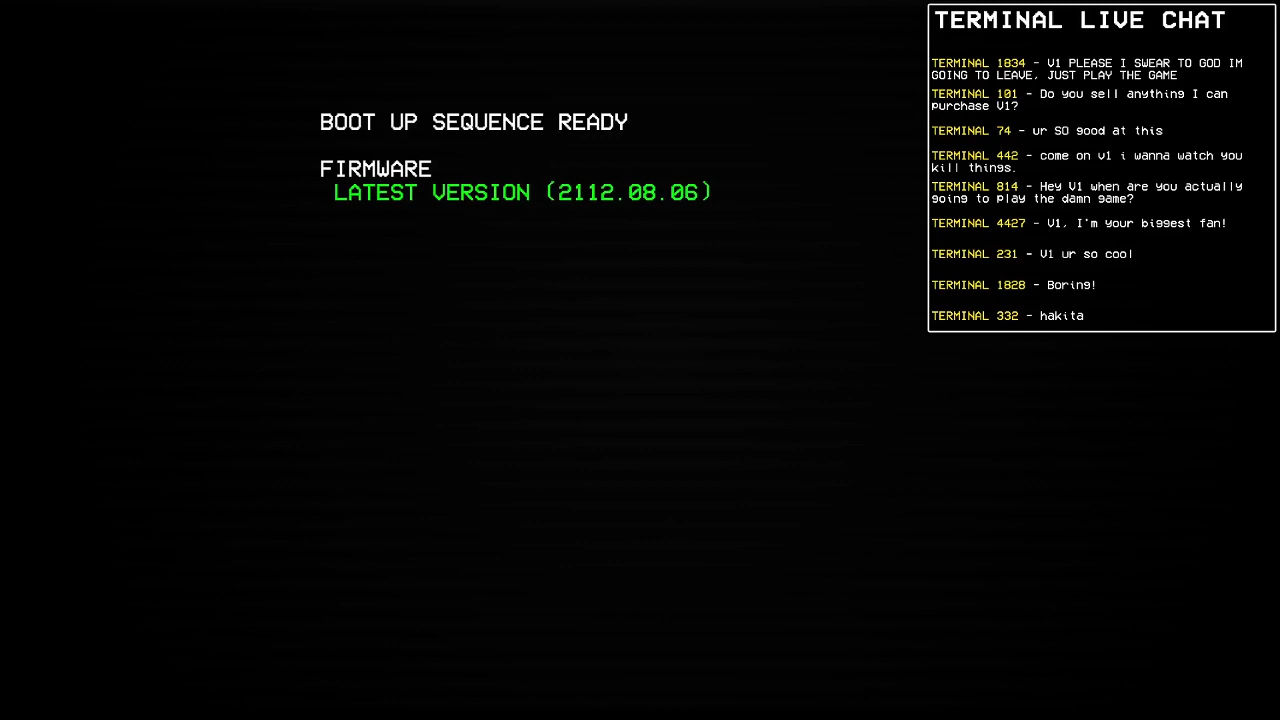 BOOT UP SEQUENCE READY
FIRMWARE
LATEST VERSION (2112.08.06)
TERMINAL LIVE CHAT
TERMINAL 1834 - V1 PLEASE I SWEAR TO GOD IM
GOING TO LEAVE, JUST PLAY THE GAME
TERMINAL 101 - Do you sell anything I can
purchase V1?
TERMINAL 74 - ur SO good at this
TERMINAL 442 - come on v1 i wanna watch you
kill things.
TERMINAL 814 - Hey V1 when are you actually
going to play the damn game?
TERMINAL 4427 - V1, I'm your biggest fan!
TERMINAL 231 - V1 ur so cool
TERMINAL 1828 - Boring!
TERMINAL 332 - hakita